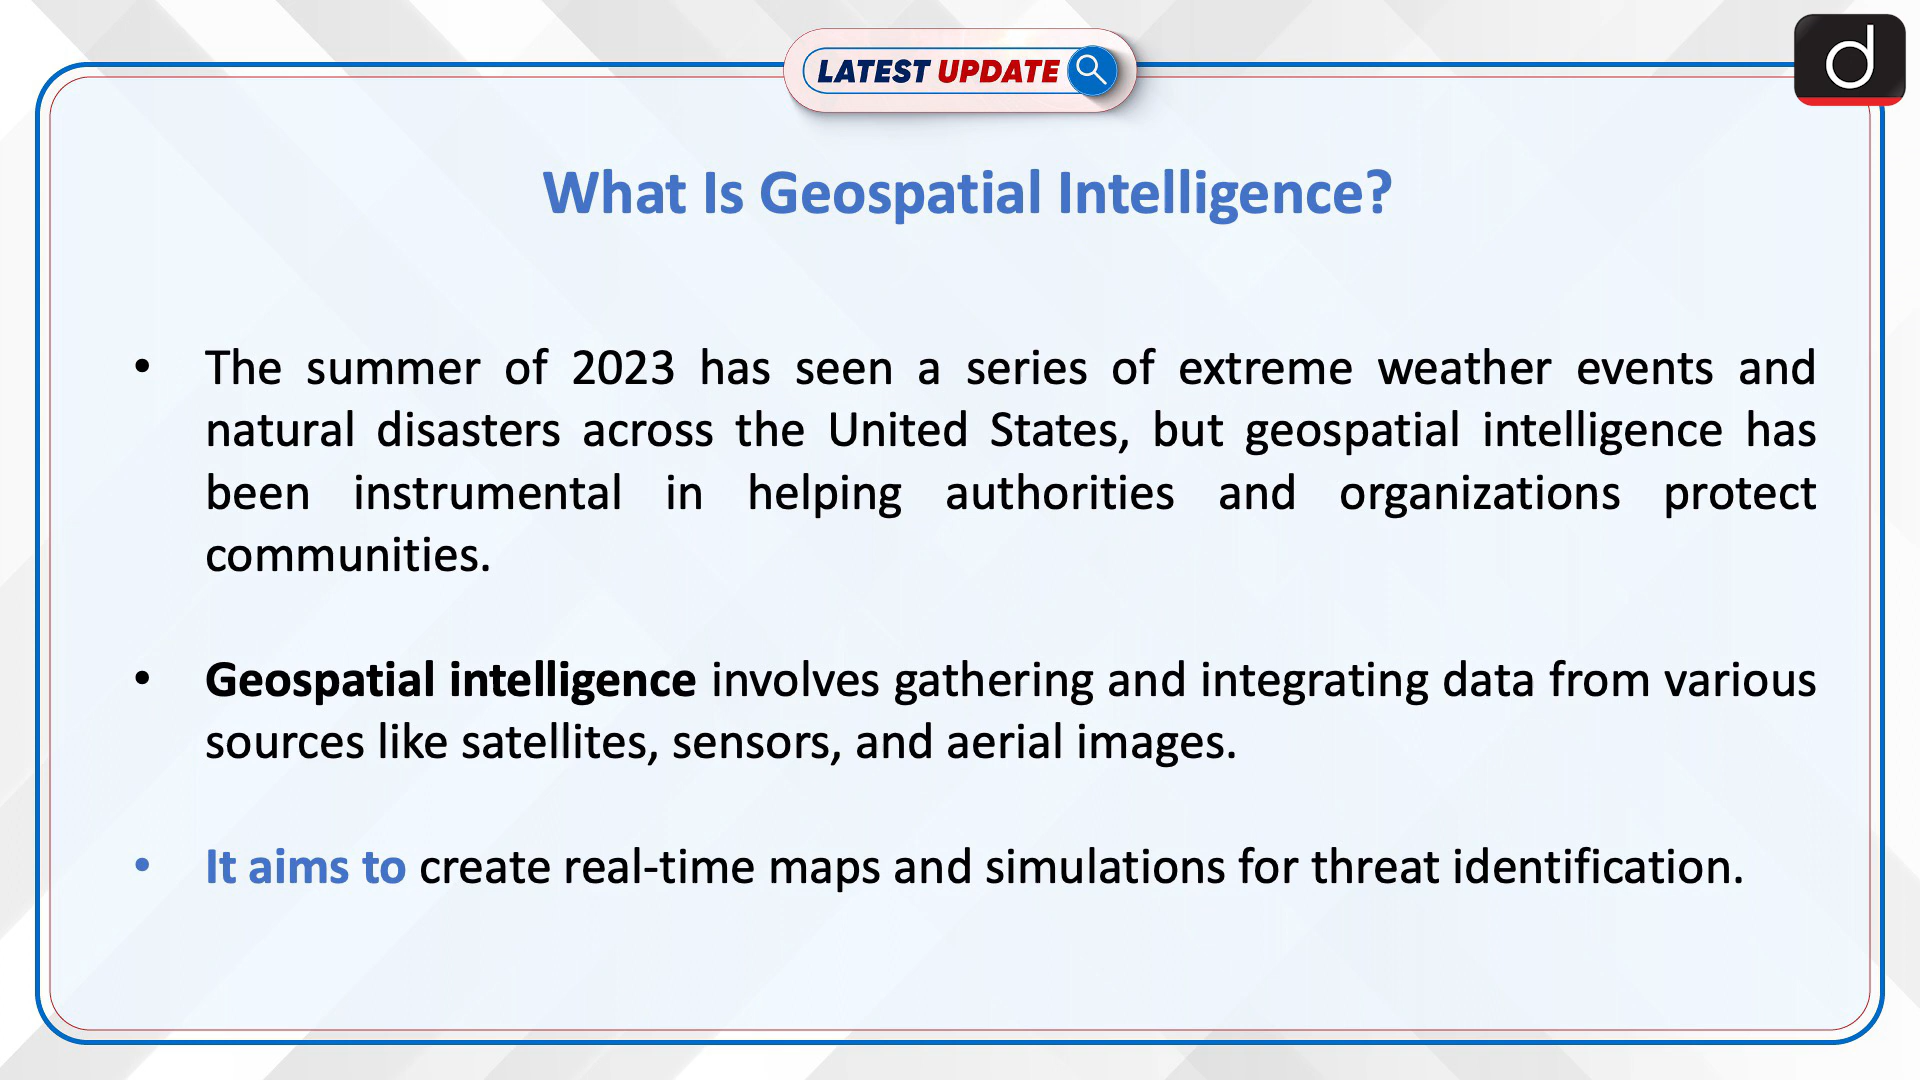 LATEST UPDATE
d
What Is Geospatial Intelligence?
• The summer of 2023 has seen a series of extreme weather events and
natural disasters across the United States, but geospatial intelligence has
been instrumental in helping authorities and organizations protect
communities.
• Geospatial intelligence involves gathering and integrating data from various
sources like satellites, sensors, and aerial images.
• It aims to create real-time maps and simulations for threat identification.